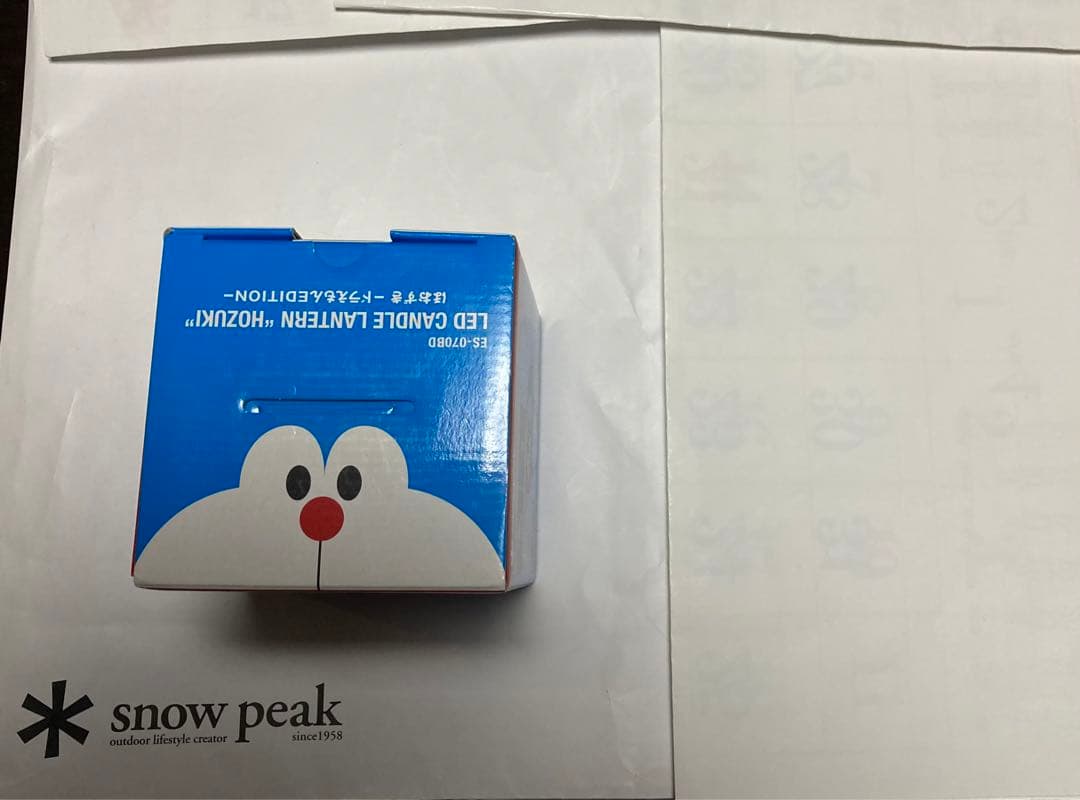 ES-070BD
LED CANDLE LANTERN “HOZUKI”
ほおずき －ドラえもんEDITION－
snow peak
outdoor lifestyle creator since1958